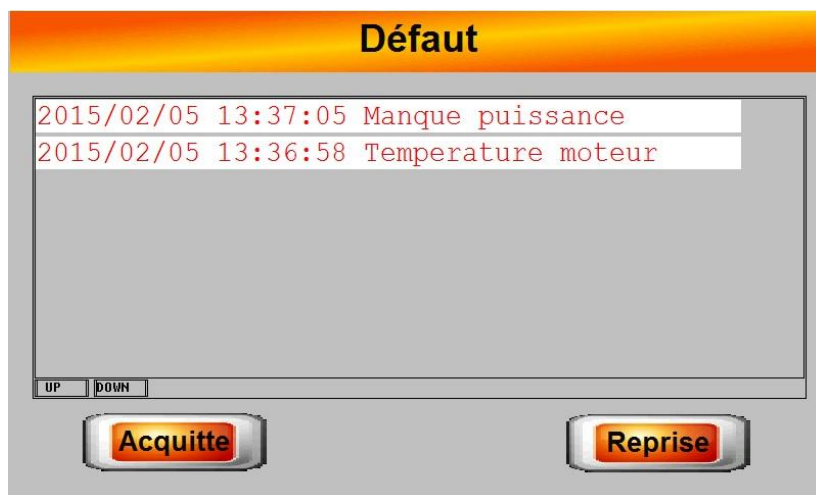 Défaut
2015/02/05 13:37:05 Manque puissance
2015/02/05 13:36:58 Temperature moteur
UP DOWN
Acquitte Reprise